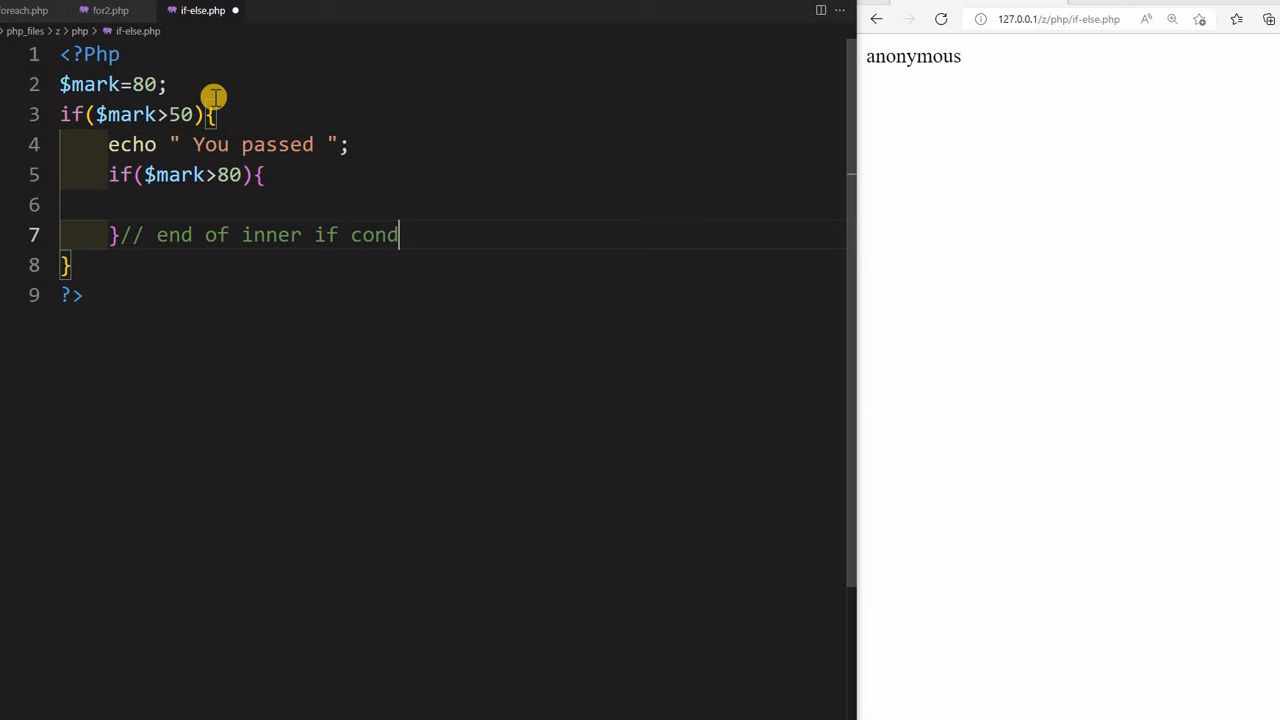 oreach.php for2.php if-else.php
php_files > z > php > if-else.php
1 <?Php
2 $mark=80;
3 if($mark>50){
4 echo " You passed ";
5 if($mark>80){
6
7 }// end of inner if cond
8 }
9 ?>
127.0.0.1/z/php/if-else.php
anonymous